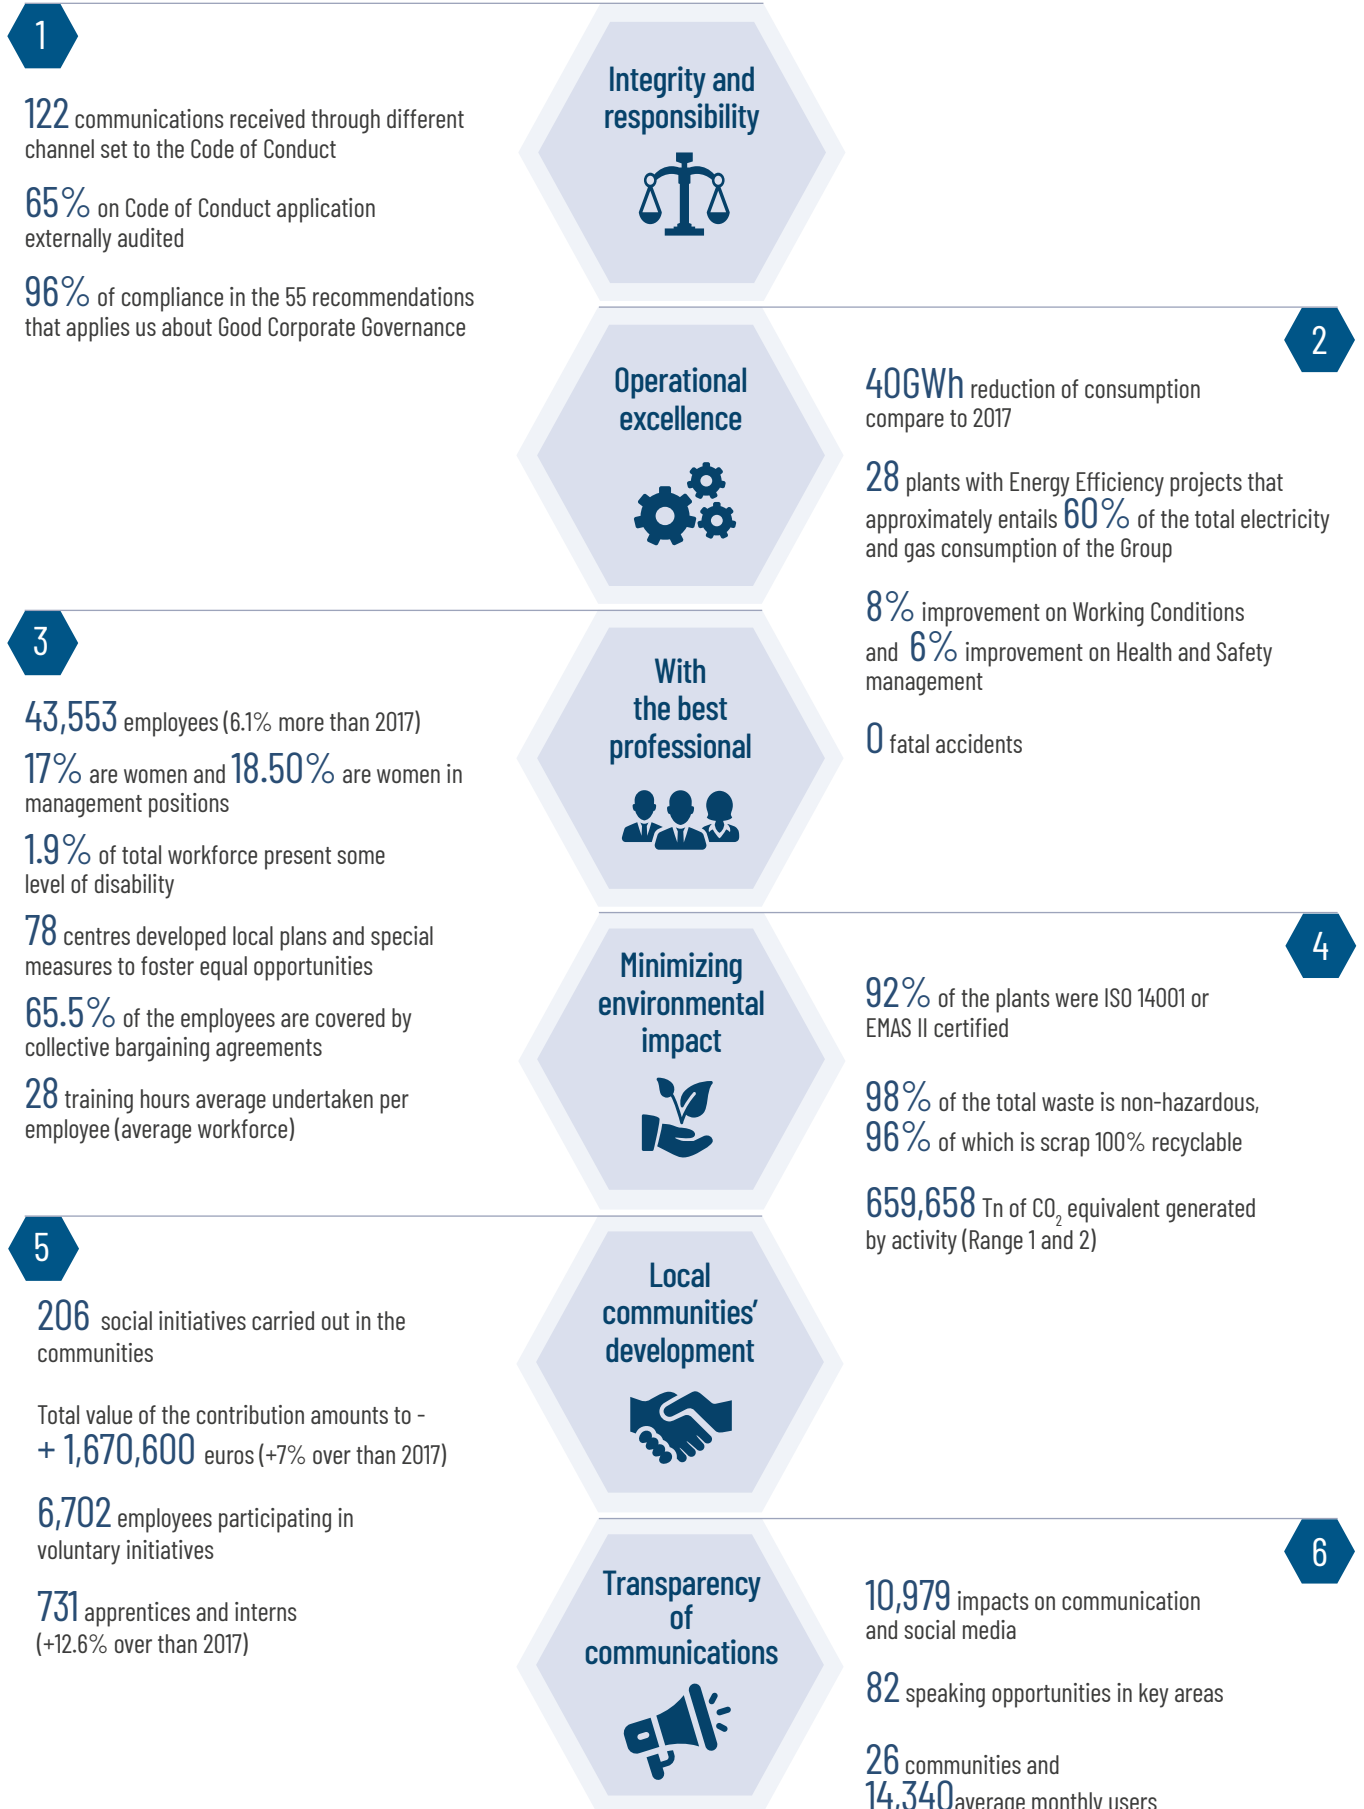 1
Integrity and
responsibility
122 communications received through different
channel set to the Code of Conduct
65% on Code of Conduct application
externally audited
96% of compliance in the 55 recommendations
that applies us about Good Corporate Governance
2
Operational
excellence
40GWh reduction of consumption
compare to 2017
28 plants with Energy Efficiency projects that
approximately entails 60% of the total electricity
and gas consumption of the Group
8% improvement on Working Conditions
and 6% improvement on Health and Safety
management
0 fatal accidents
3
With
the best
professional
43,553 employees (6.1% more than 2017)
17% are women and 18.50% are women in
management positions
1.9% of total workforce present some
level of disability
78 centres developed local plans and special
measures to foster equal opportunities
65.5% of the employees are covered by
collective bargaining agreements
28 training hours average undertaken per
employee (average workforce)
4
Minimizing
environmental
impact
92% of the plants were ISO 14001 or
EMAS II certified
98% of the total waste is non-hazardous,
96% of which is scrap 100% recyclable
659,658 Tn of CO₂ equivalent generated
by activity (Range 1 and 2)
5
Local
communities’
development
206 social initiatives carried out in the
communities
Total value of the contribution amounts to -
+ 1,670,600 euros (+7% over than 2017)
6,702 employees participating in
voluntary initiatives
731 apprentices and interns
(+12.6% over than 2017)
6
Transparency
of
communications
10,979 impacts on communication
and social media
82 speaking opportunities in key areas
26 communities and
14,340 average monthly users